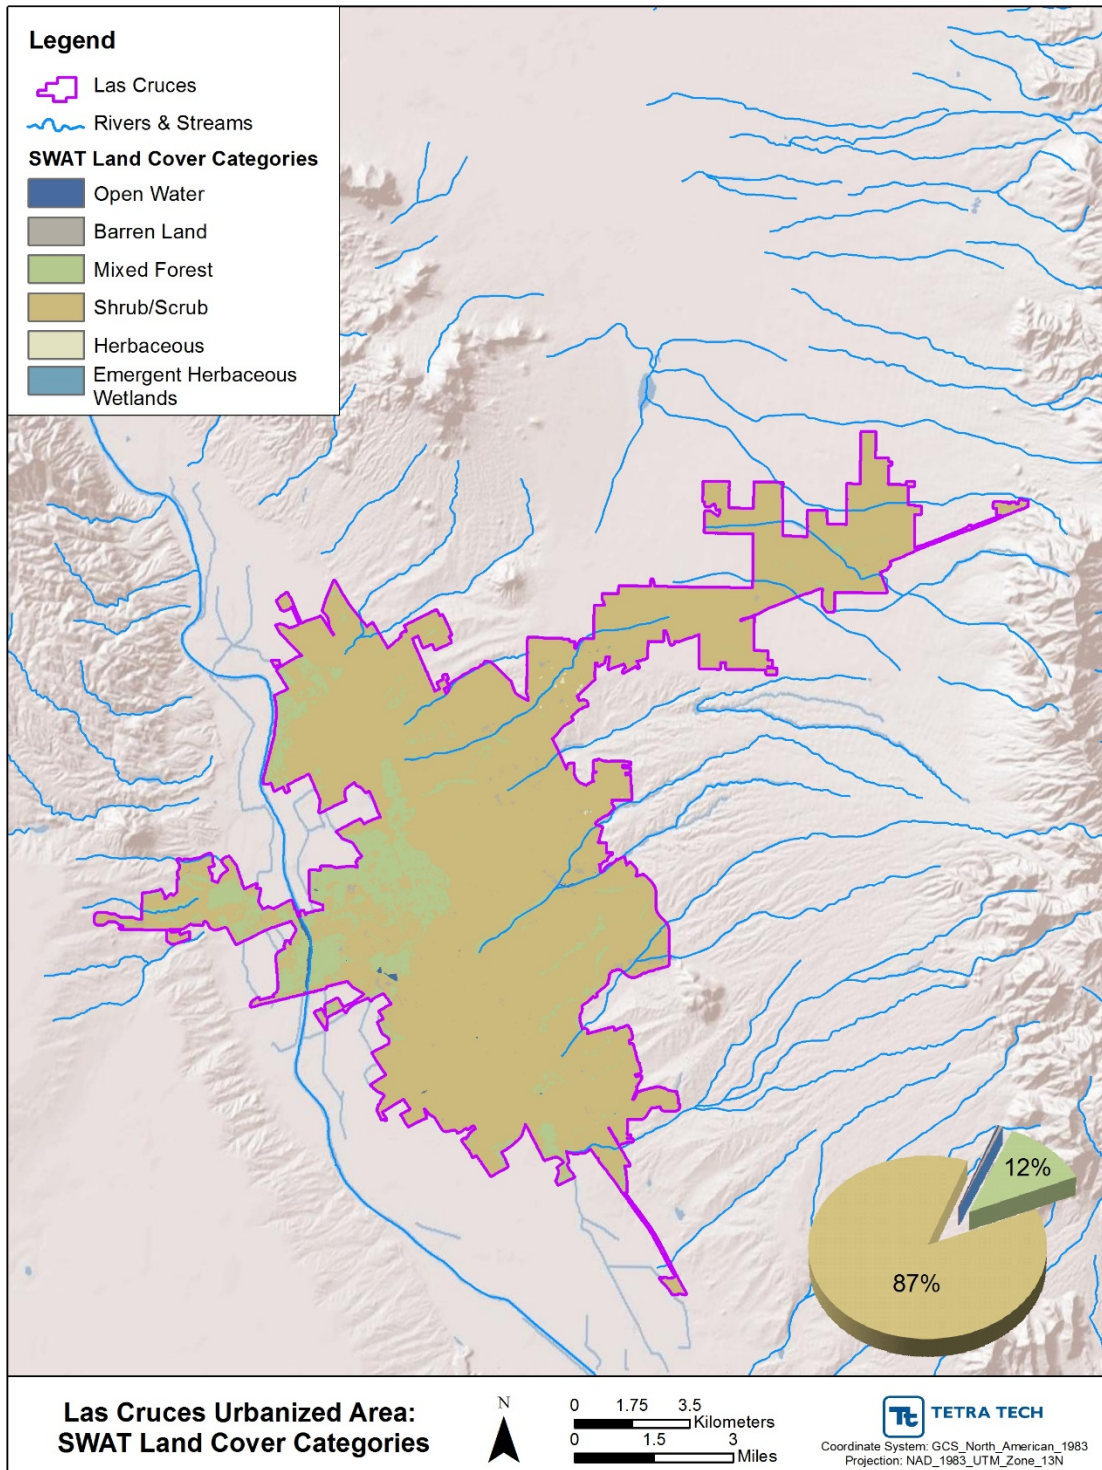 Legend
Las Cruces
Rivers & Streams
SWAT Land Cover Categories
Open Water
Barren Land
Mixed Forest
Shrub/Scrub
Herbaceous
Emergent Herbaceous
Wetlands
12%
87%
Las Cruces Urbanized Area:
SWAT Land Cover Categories
N
0 1.75 3.5
Kilometers
0 1.5 3
Miles
Tt TETRA TECH
Coordinate System: GCS_North_American_1983
Projection: NAD_1983_UTM_Zone_13N